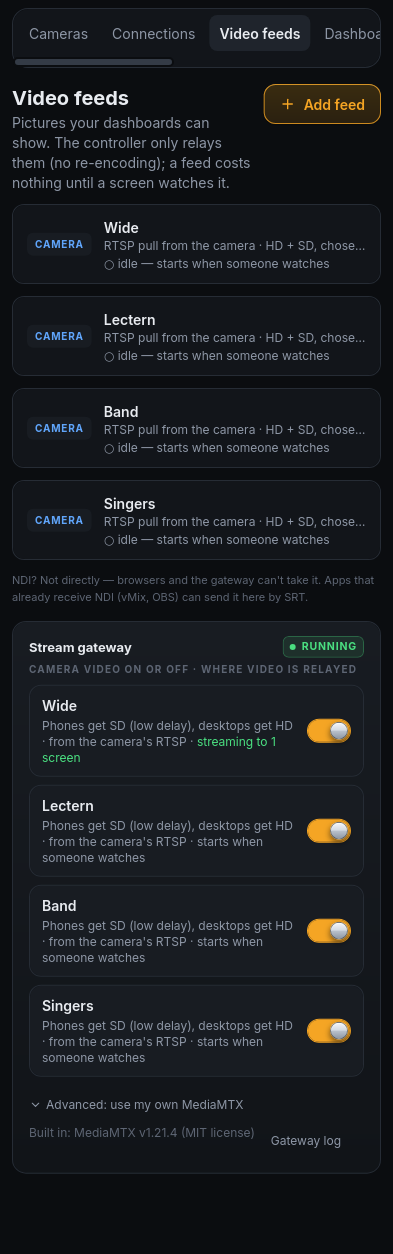 Cameras Connections Video feeds Dashboa
Video feeds
+ Add feed
Pictures your dashboards can
show. The controller only relays
them (no re-encoding); a feed costs
nothing until a screen watches it.
CAMERA
Wide
RTSP pull from the camera · HD + SD, chose...
○ idle — starts when someone watches
CAMERA
Lectern
RTSP pull from the camera · HD + SD, chose...
○ idle — starts when someone watches
CAMERA
Band
RTSP pull from the camera · HD + SD, chose...
○ idle — starts when someone watches
CAMERA
Singers
RTSP pull from the camera · HD + SD, chose...
○ idle — starts when someone watches
NDI? Not directly — browsers and the gateway can't take it. Apps that
already receive NDI (vMix, OBS) can send it here by SRT.
Stream gateway
● RUNNING
CAMERA VIDEO ON OR OFF · WHERE VIDEO IS RELAYED
Wide
Phones get SD (low delay), desktops get HD
· from the camera's RTSP · streaming to 1
screen
Lectern
Phones get SD (low delay), desktops get HD
· from the camera's RTSP · starts when
someone watches
Band
Phones get SD (low delay), desktops get HD
· from the camera's RTSP · starts when
someone watches
Singers
Phones get SD (low delay), desktops get HD
· from the camera's RTSP · starts when
someone watches
Advanced: use my own MediaMTX
Built in: MediaMTX v1.21.4 (MIT license)
Gateway log